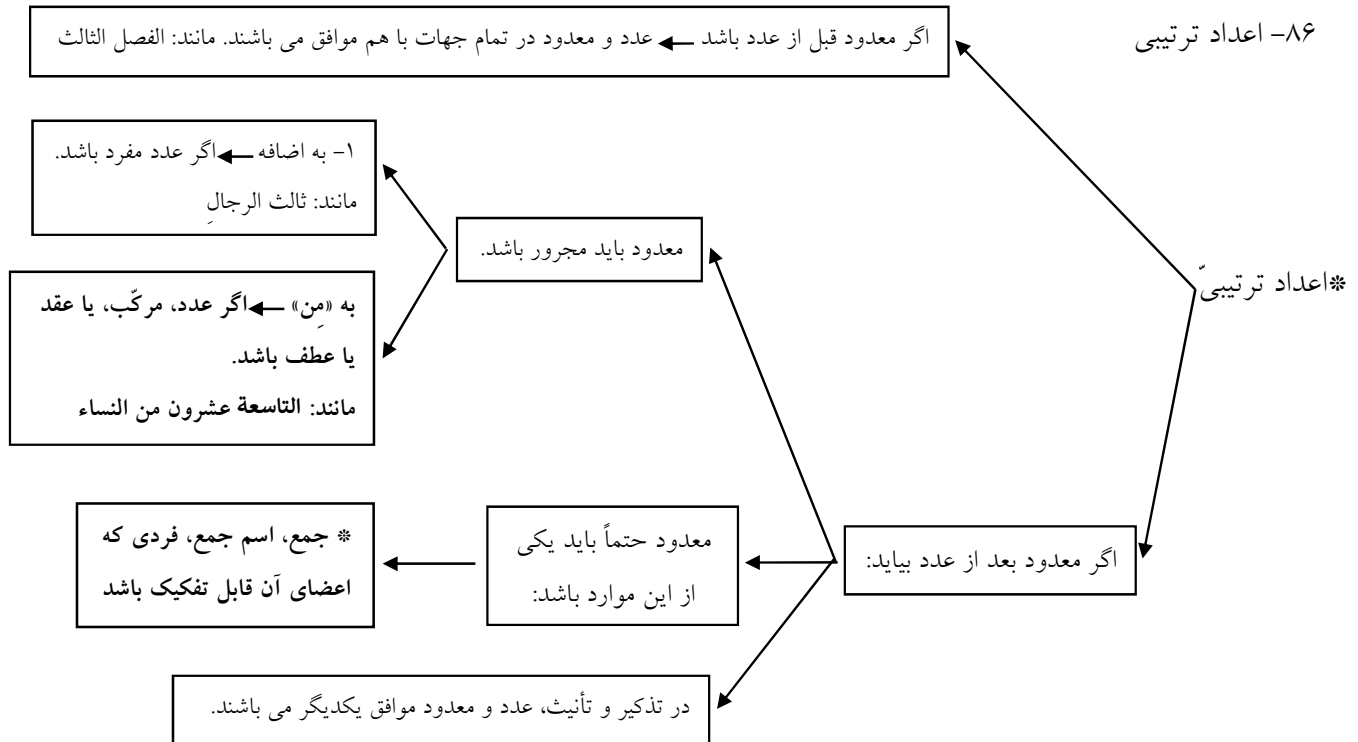 ۸۶- اعداد ترتیبی
اگر معدود قبل از عدد باشد ← عدد و معدود در تمام جهات با هم موافق می باشند. مانند: الفصل الثالث
*اعداد ترتیبیّ
اگر معدود بعد از عدد بیاید:
معدود باید مجرور باشد.
۱- به اضافه ← اگر عدد مفرد باشد.
مانند: ثالث الرجالِ
به «مِن» ← اگر عدد، مرکّب، یا عقد
یا عطف باشد.
مانند: التاسعة عشرون من النساء
معدود حتماً باید یکی
از این موارد باشد:
* جمع، اسم جمع، فردی که
اعضای آن قابل تفکیک باشد
در تذکیر و تأنیث، عدد و معدود موافق یکدیگر می باشند.